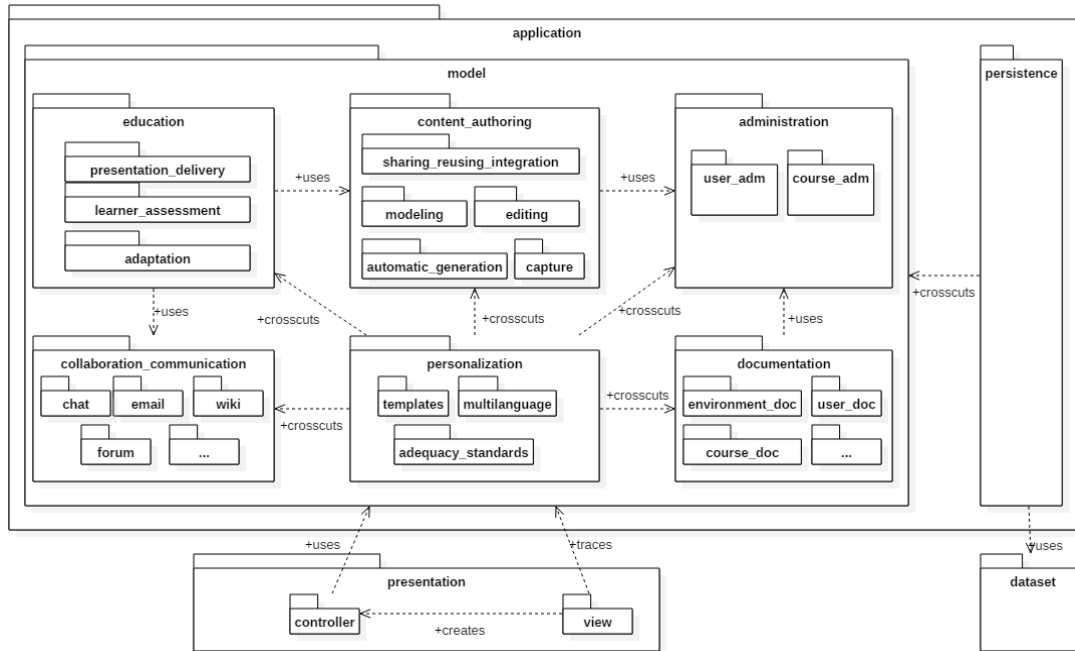 application
model
persistence
education
content_authoring
administration
presentation_delivery
learner_assessment
adaptation
+uses
sharing_reusing_integration
modeling
editing
automatic_generation
capture
+uses
user_adm
course_adm
+crosscuts
+uses
+crosscuts
+crosscuts
+crosscuts
+uses
collaboration_communication
personalization
documentation
chat
email
wiki
forum
...
+crosscuts
templates
multilanguage
adequacy_standards
+crosscuts
environment_doc
user_doc
course_doc
...
+uses
+traces
+uses
presentation
controller
+creates
view
dataset